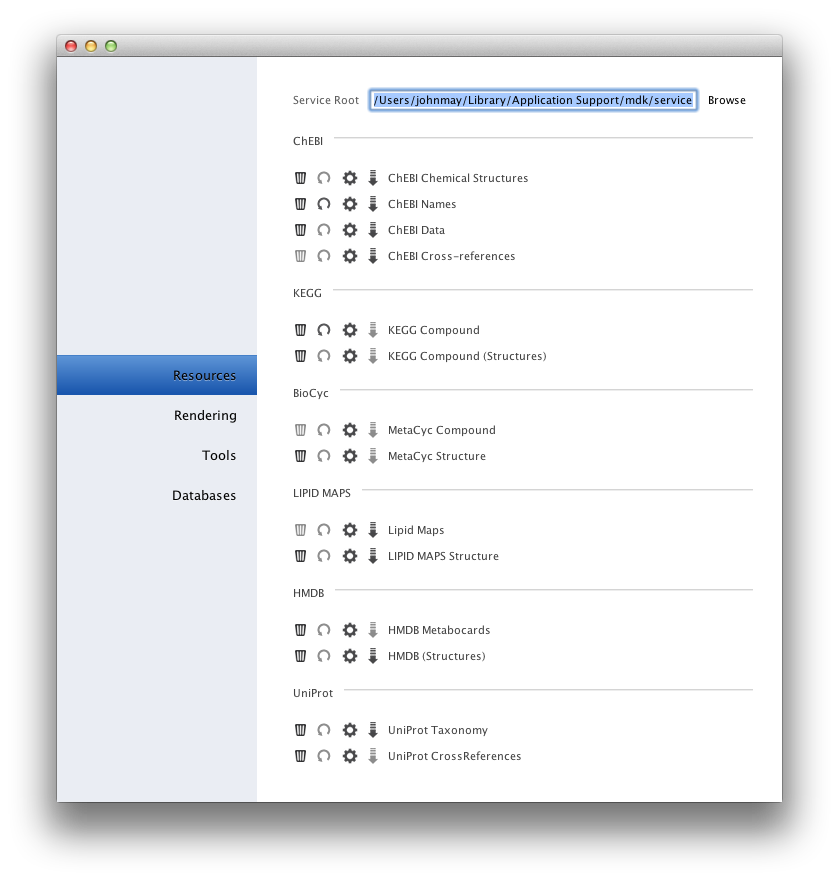 Service Root /Users/johnmay/Library/Application Support/mdk/service Browse
ChEBI
ChEBI Chemical Structures
ChEBI Names
ChEBI Data
ChEBI Cross-references
KEGG
KEGG Compound
KEGG Compound (Structures)
BioCyc
MetaCyc Compound
MetaCyc Structure
LIPID MAPS
Lipid Maps
LIPID MAPS Structure
HMDB
HMDB Metabocards
HMDB (Structures)
UniProt
UniProt Taxonomy
UniProt CrossReferences
Resources
Rendering
Tools
Databases